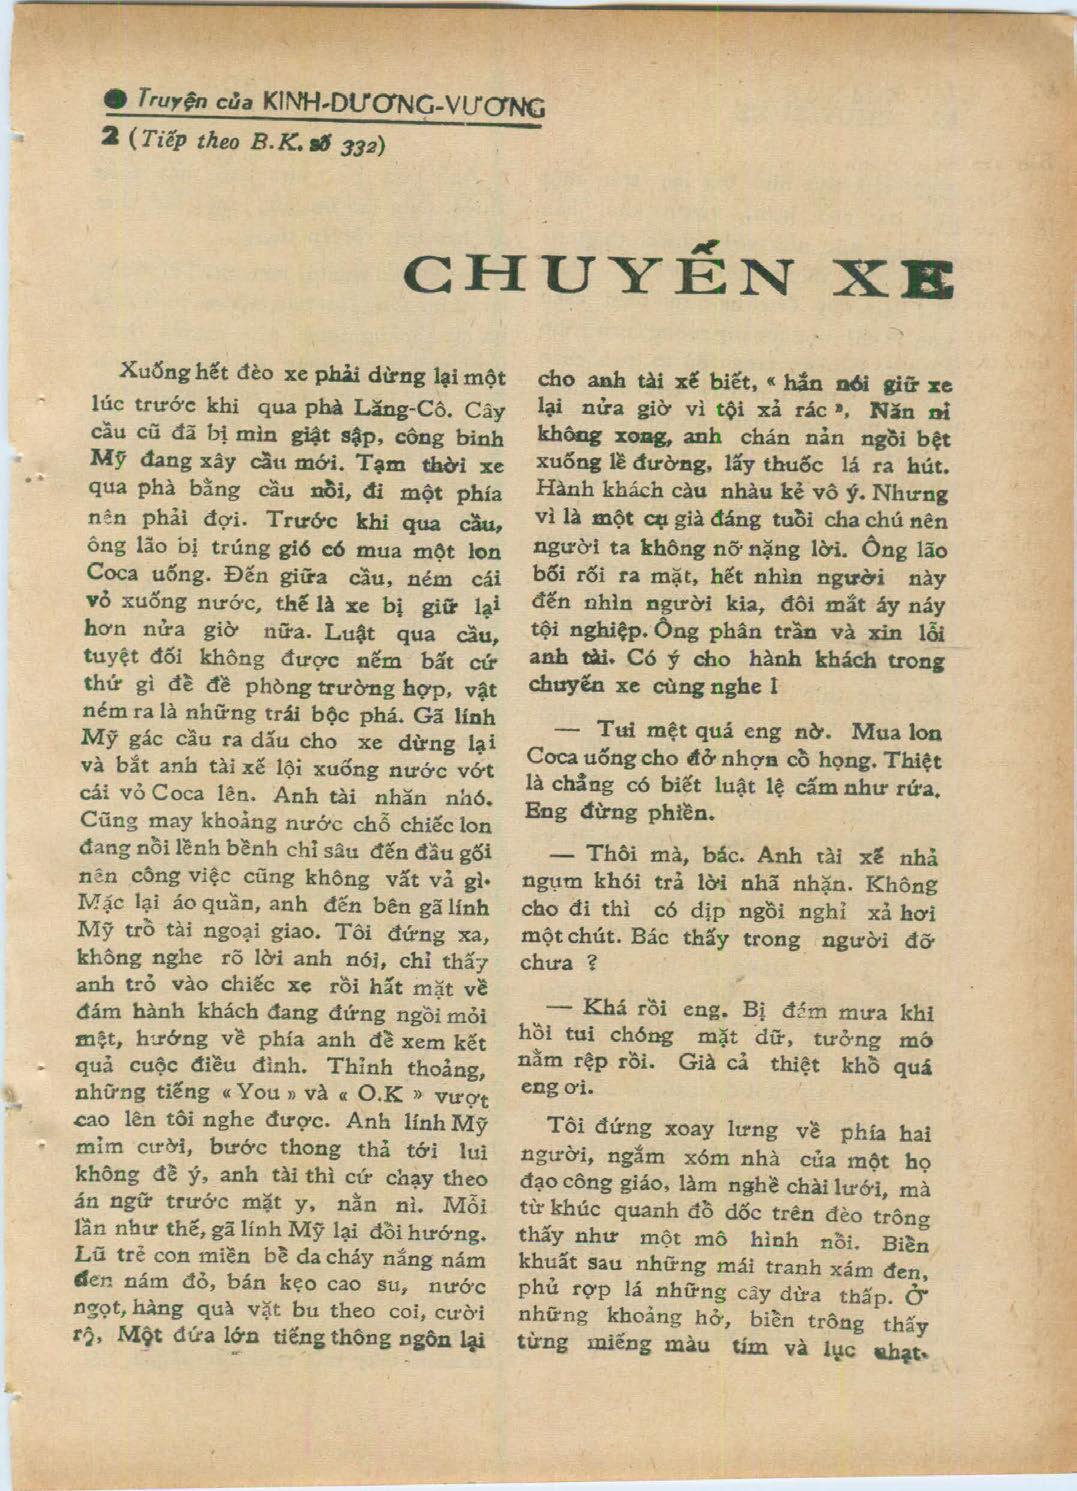 ● Truyện của KINH-DƯƠNG-VƯƠNG
2 (Tiếp theo B.K. số 332)
CHUYẾN XE
Xuống hết đèo xe phải dừng lại một
lúc trước khi qua phà Lăng-Cô. Cây
cầu cũ đã bị mìn giật sập, công binh
Mỹ đang xây cầu mới. Tạm thời xe
qua phà bằng cầu nổi, đi một phía
nên phải đợi. Trước khi qua cầu,
ông lão bị trúng gió có mua một lon
Coca uống. Đến giữa cầu, ném cái
vỏ xuống nước, thế là xe bị giữ lại
hơn nửa giờ nữa. Luật qua cầu,
tuyệt đối không được nếm bất cứ
thứ gì đề đề phòng trường hợp, vật
ném ra là những trái bộc phá. Gã lính
Mỹ gác cầu ra dấu cho xe dừng lại
và bắt anh tài xế lội xuống nước vớt
cái vỏ Coca lên. Anh tài nhăn nhó.
Cũng may khoảng nước chỗ chiếc lon
đang nổi lềnh bềnh chỉ sâu đến đầu gối
nên công việc cũng không vất vả gì.
Mặc lại áo quần, anh đến bên gã lính
Mỹ trổ tài ngoại giao. Tôi đứng xa,
không nghe rõ lời anh nói, chỉ thấy
anh trỏ vào chiếc xe rồi hất mặt về
đám hành khách đang đứng ngồi mỏi
mệt, hướng về phía anh đề xem kết
quả cuộc điều đình. Thỉnh thoảng,
những tiếng « You » và « O.K » vượt
cao lên tôi nghe được. Anh lính Mỹ
mỉm cười, bước thong thả tới lui
không đề ý, anh tài thì cứ chạy theo
án ngữ trước mặt y, nằn nì. Mỗi
lần như thế, gã lính Mỹ lại đồi hướng.
Lũ trẻ con miền bề da cháy nắng nám
đen nám đỏ, bán kẹo cao su, nước
ngọt, hàng quà vặt bu theo coi, cười
rộ, Một đứa lớn tiếng thông ngôn lại
cho anh tài xế biết, « hắn nói giữ xe
lại nửa giờ vì tội xả rác », Năn nỉ
không xong, anh chán nản ngồi bệt
xuống lề đường, lấy thuốc lá ra hút.
Hành khách càu nhàu kẻ vô ý. Nhưng
vì là một cụ già đáng tuổi cha chú nên
người ta không nỡ nặng lời. Ông lão
bối rối ra mặt, hết nhìn người này
đến nhìn người kia, đôi mắt áy náy
tội nghiệp. Ông phân trần và xin lỗi
anh tài. Có ý cho hành khách trong
chuyến xe cùng nghe !
— Tui mệt quá eng nờ. Mua lon
Coca uống cho đở nhợn cổ họng. Thiệt
là chẳng có biết luật lệ cấm như rứa.
Eng đừng phiền.
— Thôi mà, bác. Anh tài xế nhả
ngụm khói trả lời nhã nhặn. Không
cho đi thì có dịp ngồi nghỉ xả hơi
một chút. Bác thấy trong người đỡ
chưa ?
— Khá rồi eng. Bị đám mưa khi
hồi tui chóng mặt dữ, tưởng mô
nằm rệp rồi. Già cả thiệt khổ quá
eng ơi.
Tôi đứng xoay lưng về phía hai
người, ngắm xóm nhà của một họ
đạo công giáo, làm nghề chài lưới, mà
từ khúc quanh đổ dốc trên đèo trông
thấy như một mô hình nổi. Biển
khuất sau những mái tranh xám đen,
phủ rợp lá những cây dừa thấp. Ở
những khoảng hở, biển trông thấy
từng miếng màu tím và lục nhạt.